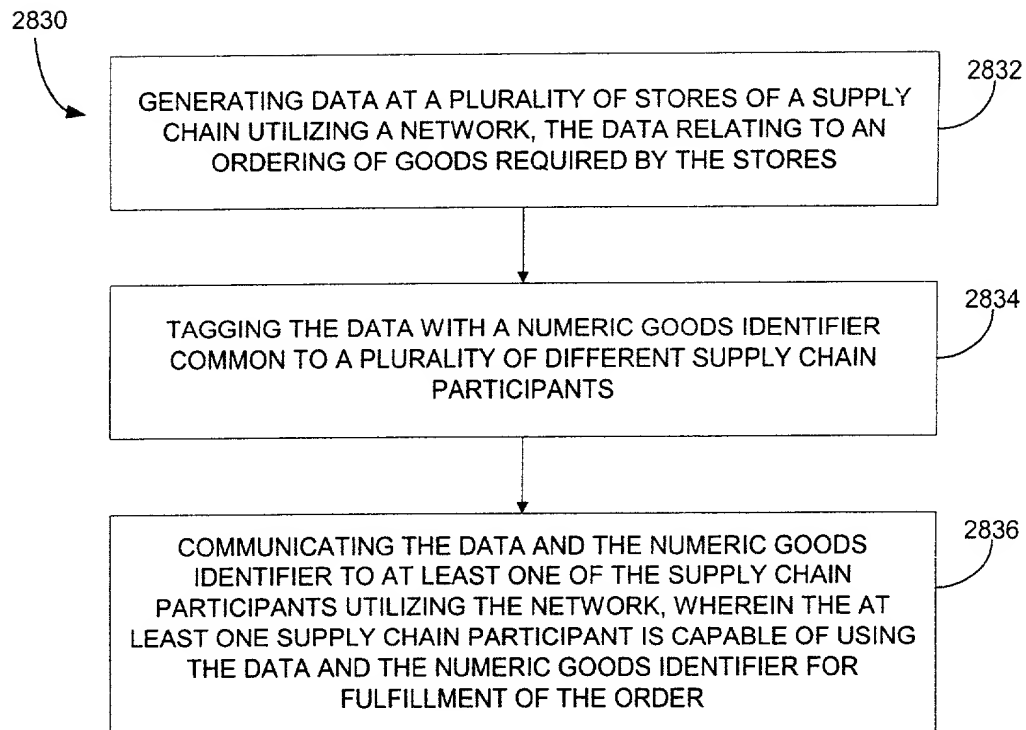 2830
2832
GENERATING DATA AT A PLURALITY OF STORES OF A SUPPLY
CHAIN UTILIZING A NETWORK, THE DATA RELATING TO AN
ORDERING OF GOODS REQUIRED BY THE STORES
2834
TAGGING THE DATA WITH A NUMERIC GOODS IDENTIFIER
COMMON TO A PLURALITY OF DIFFERENT SUPPLY CHAIN
PARTICIPANTS
2836
COMMUNICATING THE DATA AND THE NUMERIC GOODS
IDENTIFIER TO AT LEAST ONE OF THE SUPPLY CHAIN
PARTICIPANTS UTILIZING THE NETWORK, WHEREIN THE AT
LEAST ONE SUPPLY CHAIN PARTICIPANT IS CAPABLE OF USING
THE DATA AND THE NUMERIC GOODS IDENTIFIER FOR
FULFILLMENT OF THE ORDER